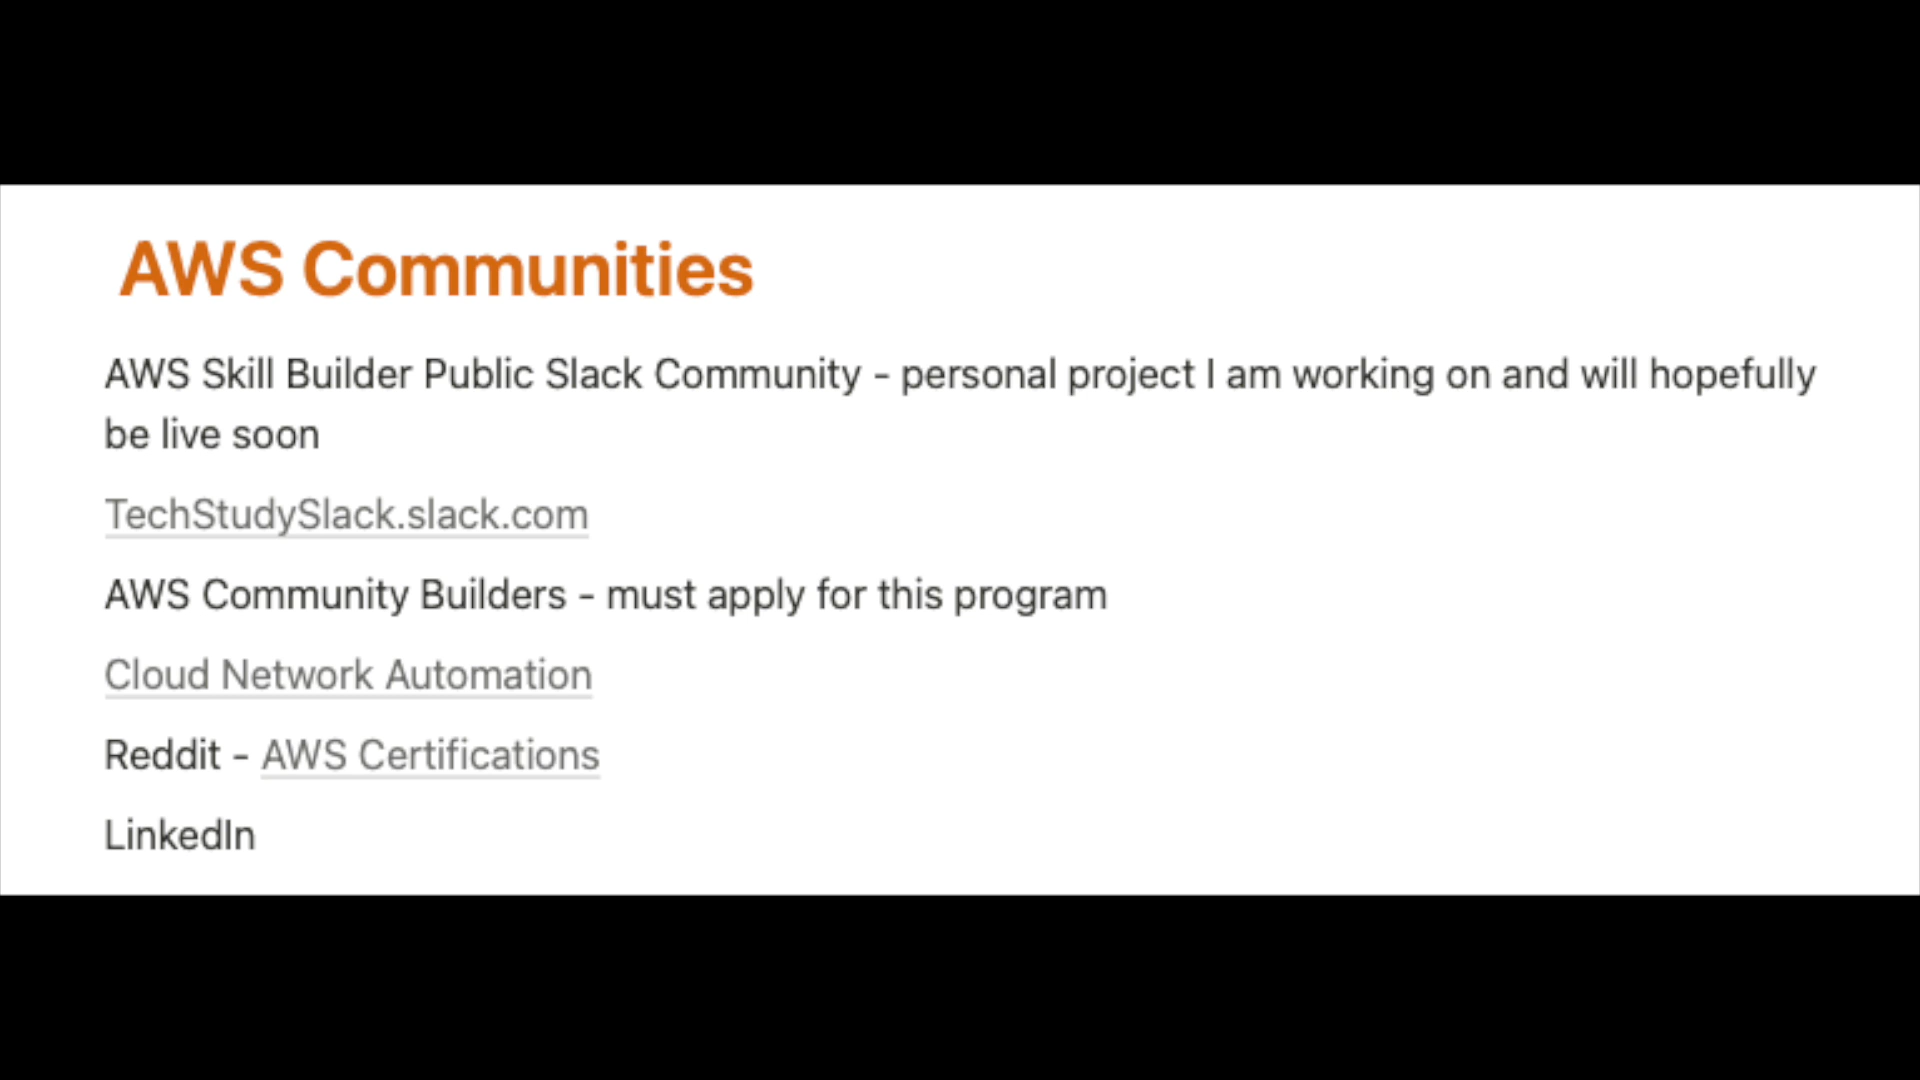 AWS Communities
AWS Skill Builder Public Slack Community - personal project I am working on and will hopefully
be live soon
TechStudySlack.slack.com
AWS Community Builders - must apply for this program
Cloud Network Automation
Reddit - AWS Certifications
LinkedIn